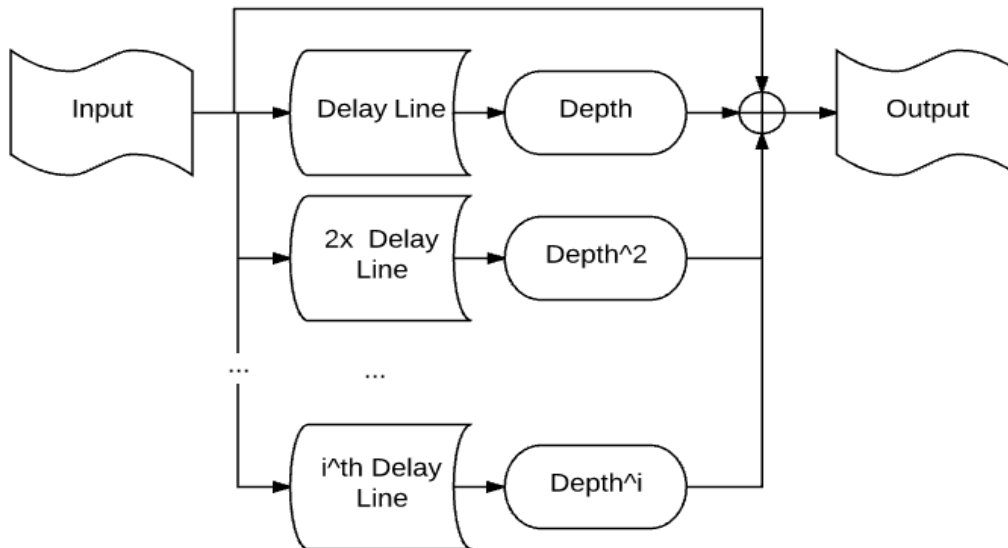 Input
Delay Line
Depth
Output
2x Delay
Line
Depth^2
...
...
i^th Delay
Line
Depth^i